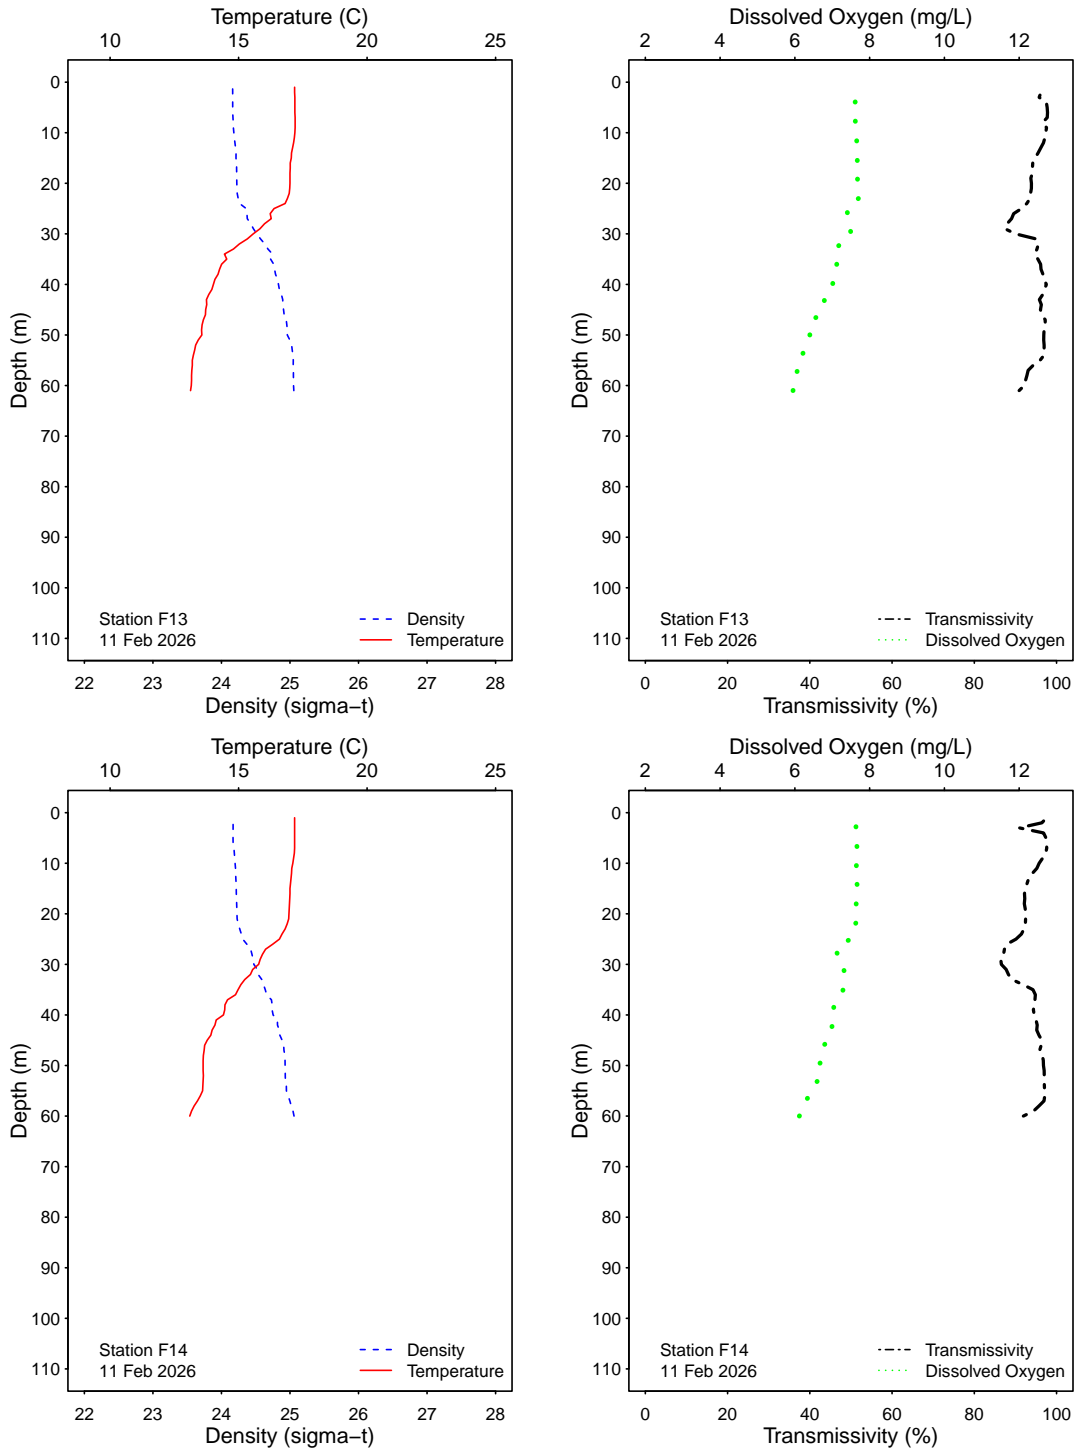 Temperature (C)
10 15 20 25
0
10
20
30
40
50
60
70
80
90
100
110
Depth (m)
Station F13
11 Feb 2026
Density
Temperature
22 23 24 25 26 27 28
Density (sigma−t)
Dissolved Oxygen (mg/L)
2 4 6 8 10 12
0
10
20
30
40
50
60
70
80
90
100
110
Depth (m)
Station F13
11 Feb 2026
Transmissivity
Dissolved Oxygen
0 20 40 60 80 100
Transmissivity (%)
Temperature (C)
10 15 20 25
0
10
20
30
40
50
60
70
80
90
100
110
Depth (m)
Station F14
11 Feb 2026
Density
Temperature
22 23 24 25 26 27 28
Density (sigma−t)
Dissolved Oxygen (mg/L)
2 4 6 8 10 12
0
10
20
30
40
50
60
70
80
90
100
110
Depth (m)
Station F14
11 Feb 2026
Transmissivity
Dissolved Oxygen
0 20 40 60 80 100
Transmissivity (%)